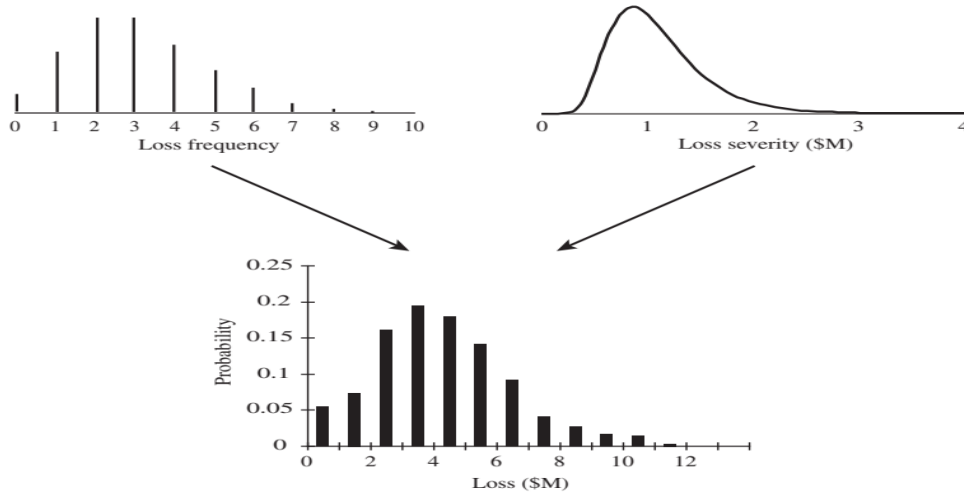 0 1 2 3 4 5 6 7 8 9 10
Loss frequency
0 1 2 3 4
Loss severity ($M)
0.25
0.2
0.15
0.1
0.05
0
Probability
0 2 4 6 8 10 12
Loss ($M)